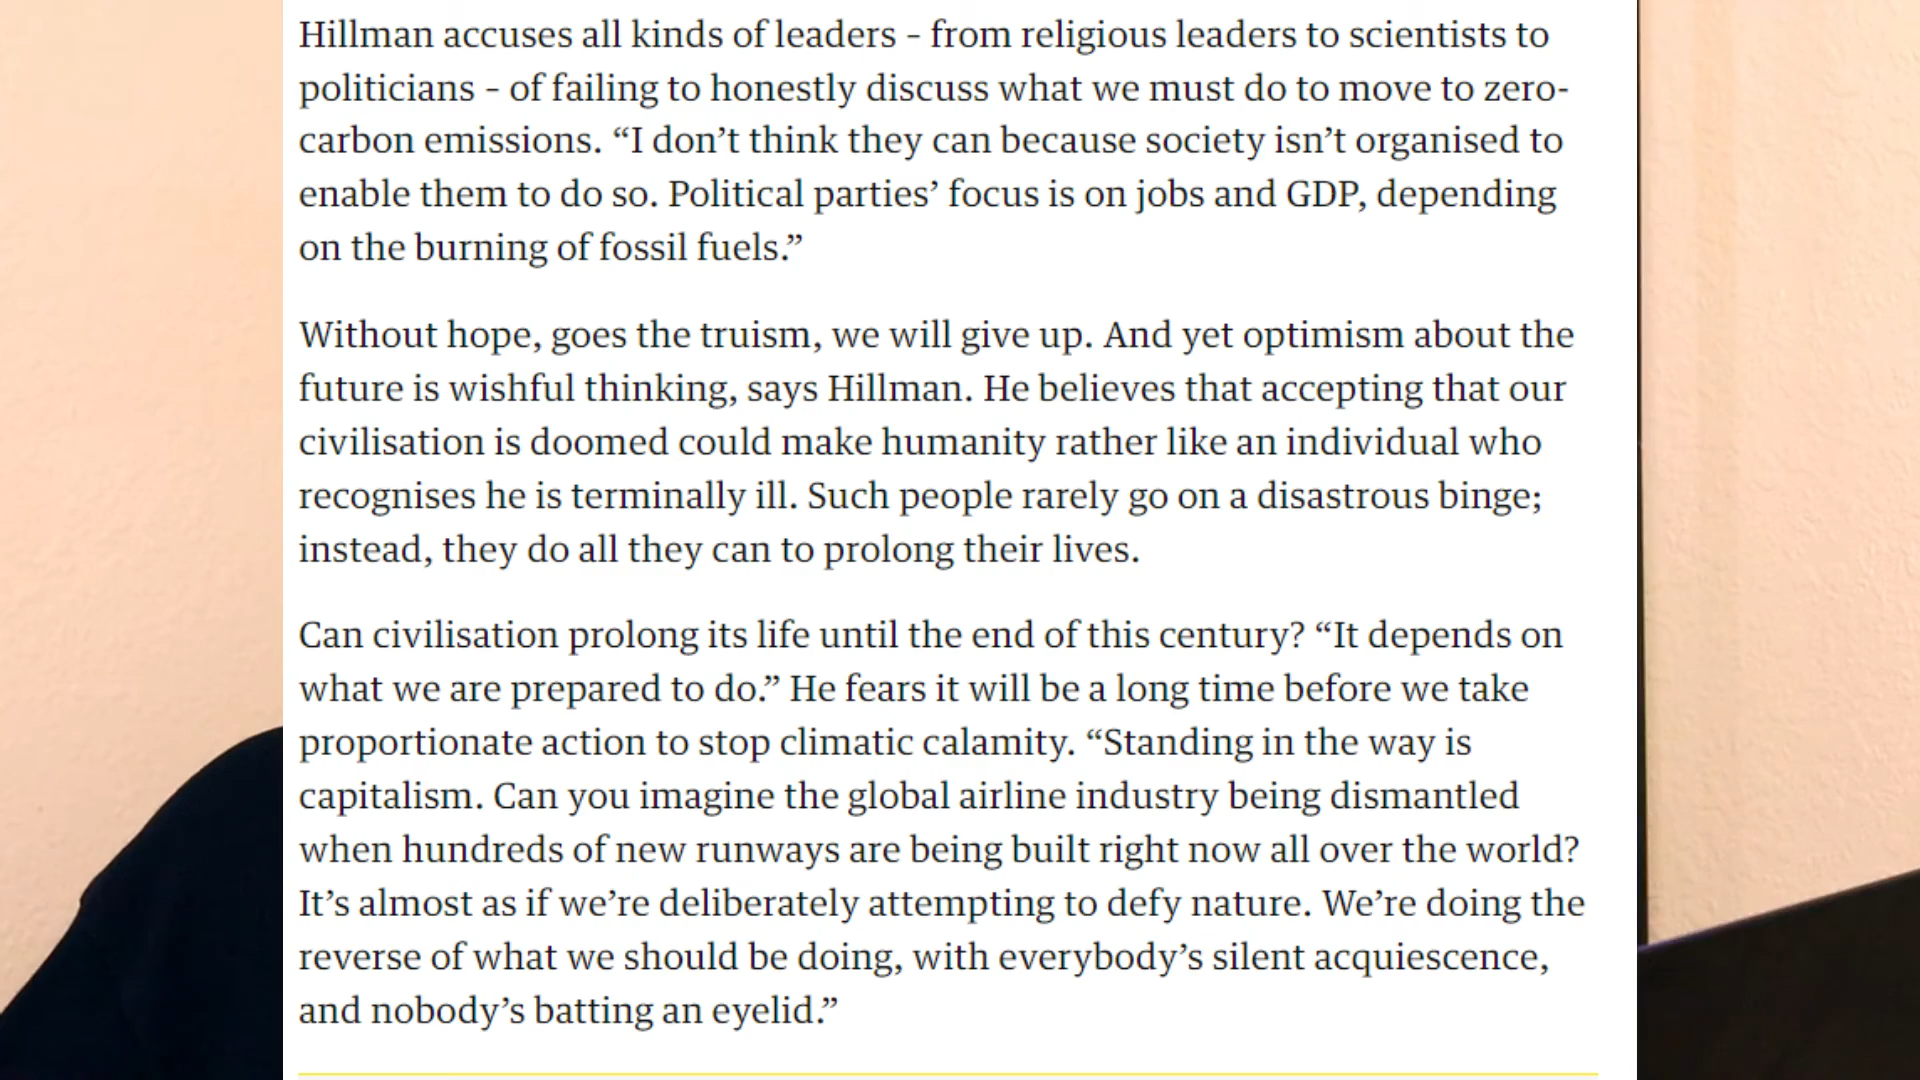 Hillman accuses all kinds of leaders – from religious leaders to scientists to
politicians – of failing to honestly discuss what we must do to move to zero-
carbon emissions. “I don’t think they can because society isn’t organised to
enable them to do so. Political parties’ focus is on jobs and GDP, depending
on the burning of fossil fuels.”
Without hope, goes the truism, we will give up. And yet optimism about the
future is wishful thinking, says Hillman. He believes that accepting that our
civilisation is doomed could make humanity rather like an individual who
recognises he is terminally ill. Such people rarely go on a disastrous binge;
instead, they do all they can to prolong their lives.
Can civilisation prolong its life until the end of this century? “It depends on
what we are prepared to do.” He fears it will be a long time before we take
proportionate action to stop climatic calamity. “Standing in the way is
capitalism. Can you imagine the global airline industry being dismantled
when hundreds of new runways are being built right now all over the world?
It’s almost as if we’re deliberately attempting to defy nature. We’re doing the
reverse of what we should be doing, with everybody’s silent acquiescence,
and nobody’s batting an eyelid.”